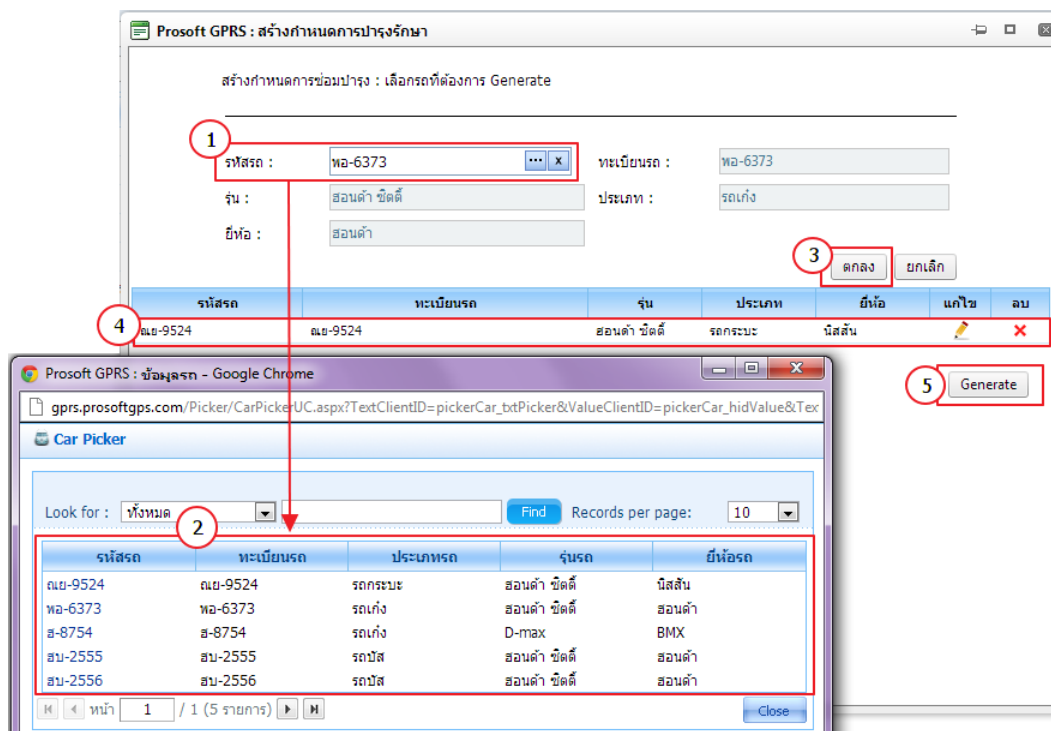 Prosoft GPRS : สร้างกำหนดการบำรุงรักษา
สร้างกำหนดการซ่อมบำรุง : เลือกรถที่ต้องการ Generate
1
รหัสรถ : พอ-6373 ... x ทะเบียนรถ : พอ-6373
รุ่น : ฮอนด้า ซิตตี้ ประเภท : รถเก๋ง
ยี่ห้อ : ฮอนด้า
3 ตกลง ยกเลิก
รหัสรถ ทะเบียนรถ รุ่น ประเภท ยี่ห้อ แก้ไข ลบ
4 ณย-9524 ณย-9524 ฮอนด้า ซิตตี้ รถกระบะ นิสสัน
5 Generate
Prosoft GPRS : ข้อมูลรถ - Google Chrome
gprs.prosoftgps.com/Picker/CarPickerUC.aspx?TextClientID=pickerCar_txtPicker&ValueClientID=pickerCar_hidValue&Tex
Car Picker
Look for : ทั้งหมด Find Records per page: 10
2
รหัสรถ ทะเบียนรถ ประเภทรถ รุ่นรถ ยี่ห้อรถ
ณย-9524 ณย-9524 รถกระบะ ฮอนด้า ซิตตี้ นิสสัน
พอ-6373 พอ-6373 รถเก๋ง ฮอนด้า ซิตตี้ ฮอนด้า
ฮ-8754 ฮ-8754 รถเก๋ง D-max BMX
ฮบ-2555 ฮบ-2555 รถบัส ฮอนด้า ซิตตี้ ฮอนด้า
ฮบ-2556 ฮบ-2556 รถบัส ฮอนด้า ซิตตี้ ฮอนด้า
หน้า 1 / 1 (5 รายการ) Close